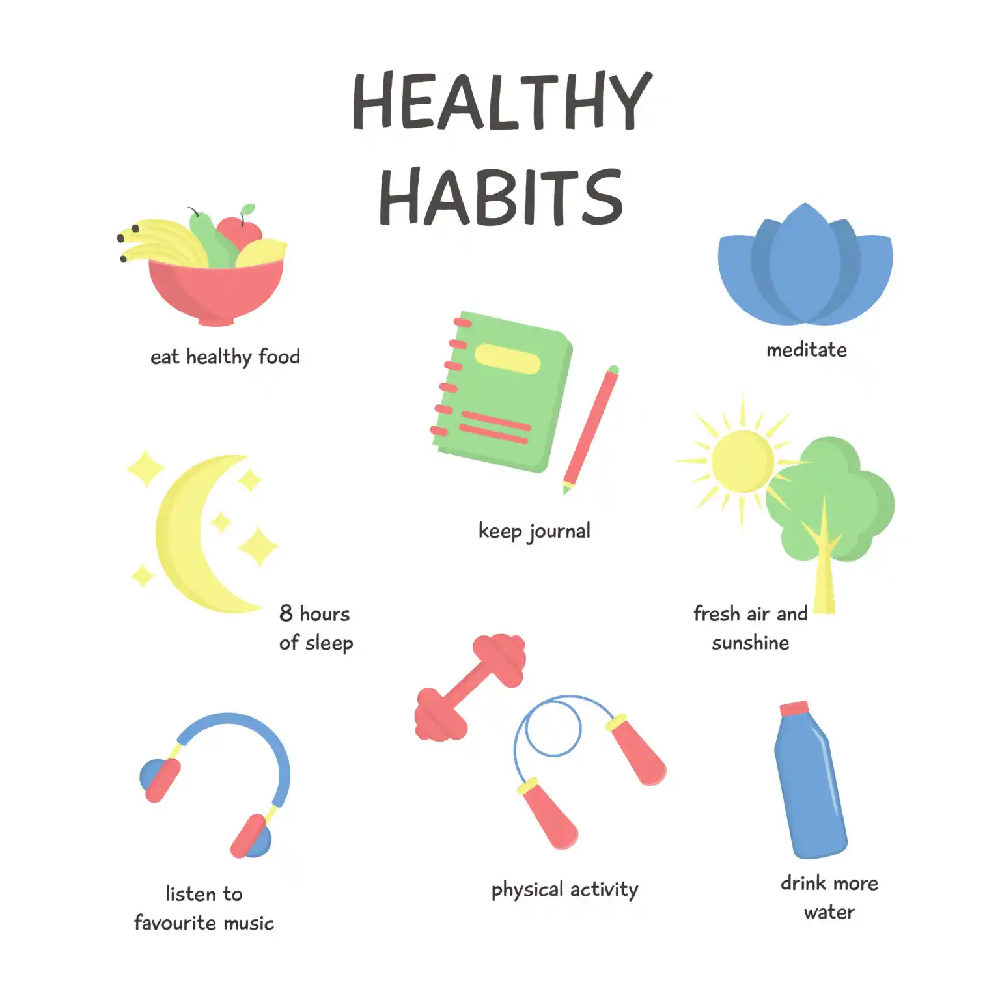 HEALTHY
HABITS
eat healthy food
meditate
keep journal
8 hours
of sleep
fresh air and
sunshine
listen to
favourite music
physical activity
drink more
water